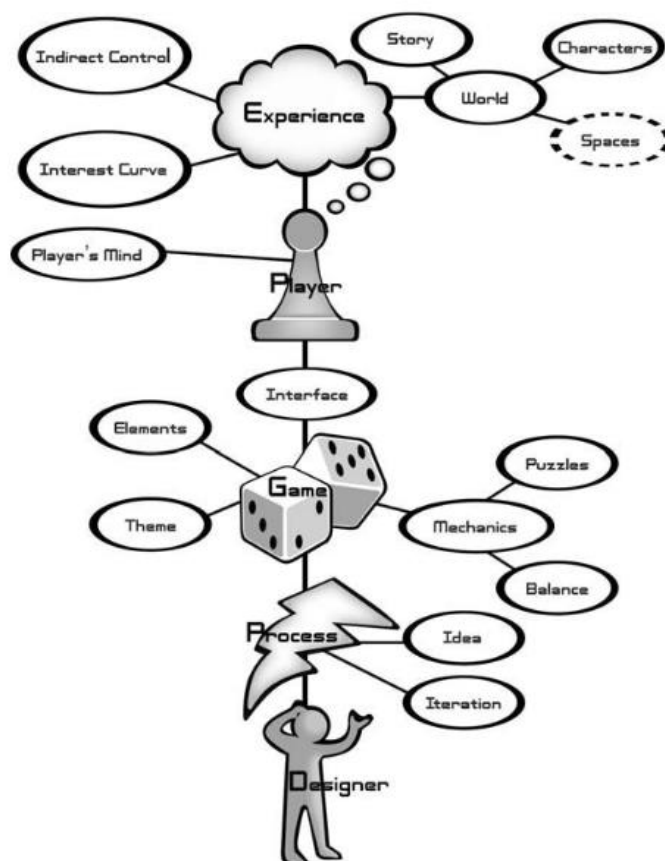 Story
Characters
Indirect Control
World
Experience
Spaces
Interest Curve
Player's Mind
Player
Interface
Elements
Puzzles
Game
Theme
Mechanics
Balance
Process
Idea
Iteration
Designer